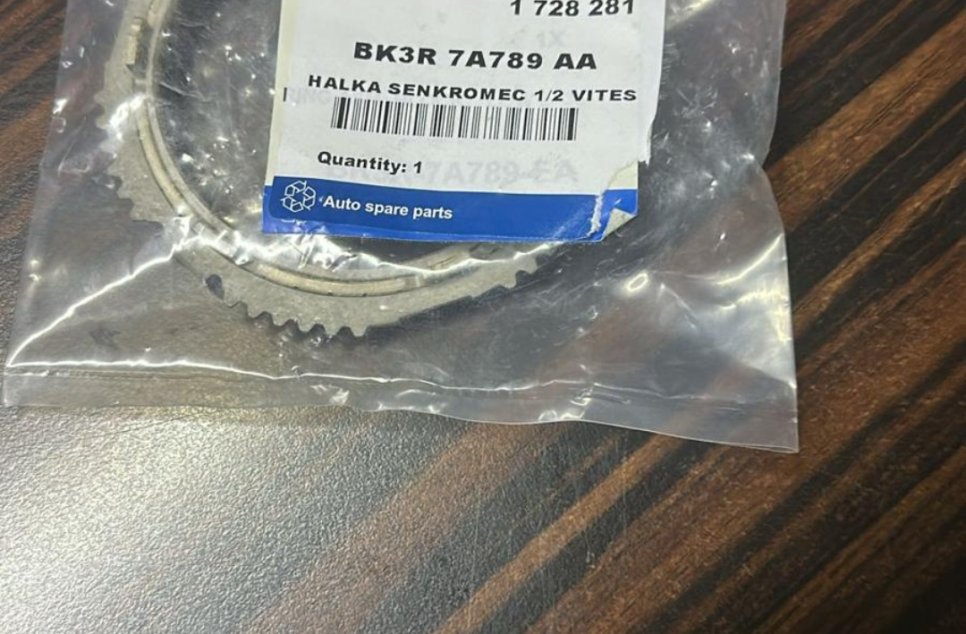 1 728 281
BK3R 7A789 AA
HALKA SENKROMEC 1/2 VITES
Quantity: 1
Auto spare parts